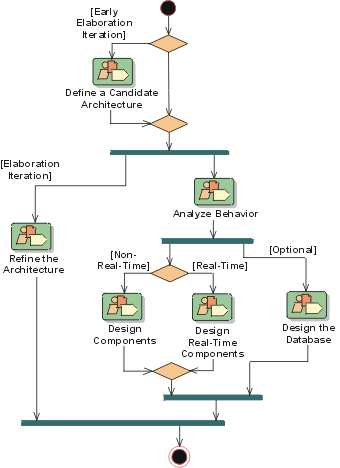 [Early
Elaboration
Iteration]
Define a Candidate
Architecture
[Elaboration
Iteration]
Analyze Behavior
Refine the
Architecture
[Non-
Real-Time]
[Real-Time]
[Optional]
Design
Components
Design
Real-Time
Components
Design the
Database